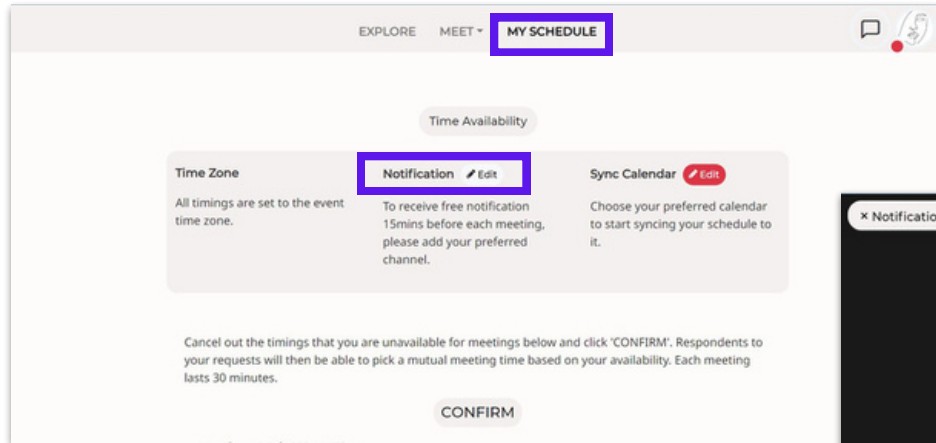 EXPLORE MEET MY SCHEDULE
Time Availability
Time Zone
All timings are set to the event
time zone.
Notification Edit
To receive free notification
15mins before each meeting,
please add your preferred
channel.
Sync Calendar Edit
Choose your preferred calendar
to start syncing your schedule to
it.
× Notificatio
Cancel out the timings that you are unavailable for meetings below and click 'CONFIRM'. Respondents to
your requests will then be able to pick a mutual meeting time based on your availability. Each meeting
lasts 30 minutes.
CONFIRM